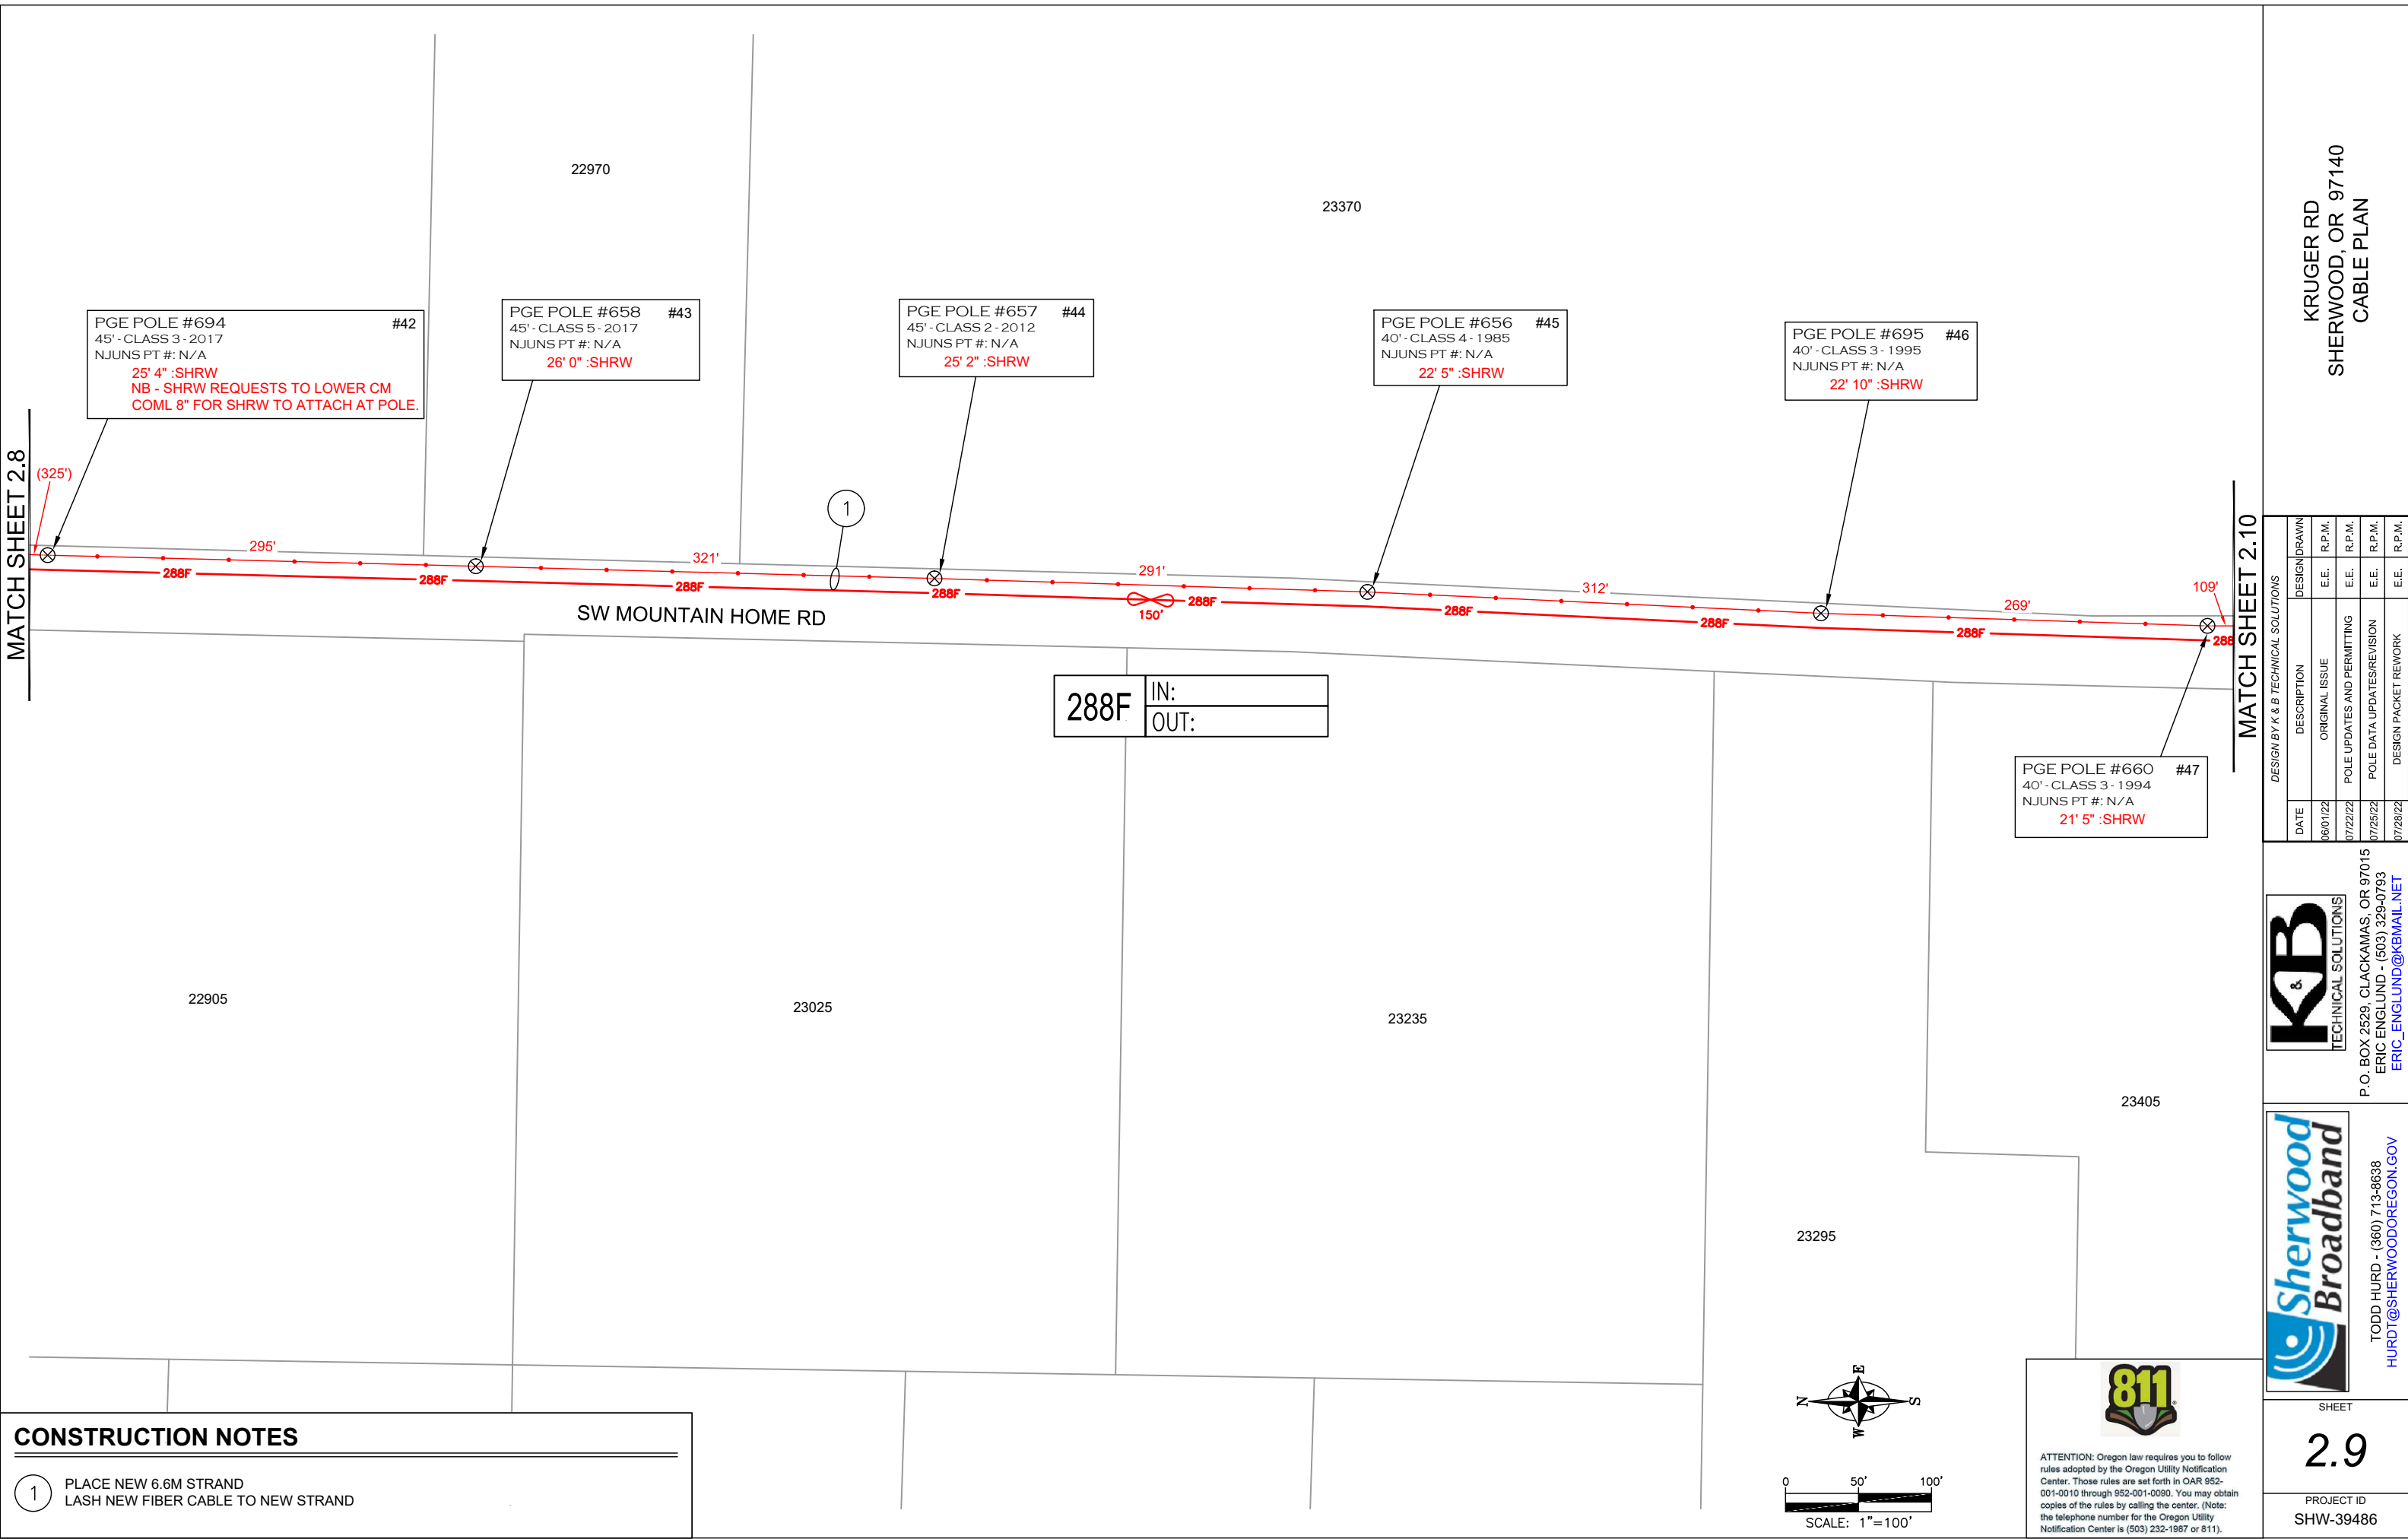 22970
23370
PGE POLE #694 #42
45' - CLASS 3 - 2017
NJUNS PT #: N/A
25' 4" :SHRW
NB - SHRW REQUESTS TO LOWER CM
COML 8" FOR SHRW TO ATTACH AT POLE.
PGE POLE #658 #43
45' - CLASS 5 - 2017
NJUNS PT #: N/A
26' 0" :SHRW
PGE POLE #657 #44
45' - CLASS 2 - 2012
NJUNS PT #: N/A
25' 2" :SHRW
PGE POLE #656 #45
40' - CLASS 4 - 1985
NJUNS PT #: N/A
22' 5" :SHRW
PGE POLE #695 #46
40' - CLASS 3 - 1995
NJUNS PT #: N/A
22' 10" :SHRW
MATCH SHEET 2.8
(325')
295'
321'
1
291'
312'
269'
109'
288F
288F
288F
288F
150'
288F
288F
288F
288F
288
SW MOUNTAIN HOME RD
MATCH SHEET 2.10
288F
IN:
OUT:
PGE POLE #660 #47
40' - CLASS 3 - 1994
NJUNS PT #: N/A
21' 5" :SHRW
22905
23025
23235
23405
23295
CONSTRUCTION NOTES
1
PLACE NEW 6.6M STRAND
LASH NEW FIBER CABLE TO NEW STRAND
E
N S
W
0 50' 100'
SCALE: 1"=100'
811
ATTENTION: Oregon law requires you to follow
rules adopted by the Oregon Utility Notification
Center. Those rules are set forth in OAR 952-
001-0010 through 952-001-0090. You may obtain
copies of the rules by calling the center. (Note:
the telephone number for the Oregon Utility
Notification Center is (503) 232-1987 or 811).
KRUGER RD
SHERWOOD, OR 97140
CABLE PLAN
DESIGN BY K & B TECHNICAL SOLUTIONS
DATE DESCRIPTION DESIGN DRAWN
06/01/22 ORIGINAL ISSUE E.E. R.P.M.
07/22/22 POLE UPDATES AND PERMITTING E.E. R.P.M.
07/25/22 POLE DATA UPDATES/REVISION E.E. R.P.M.
07/28/22 DESIGN PACKET REWORK E.E. R.P.M.
K&B
TECHNICAL SOLUTIONS
P.O. BOX 2529, CLACKAMAS, OR 97015
ERIC ENGLUND - (503) 329-0793
ERIC_ENGLUND@KBMAIL.NET
Sherwood
Broadband
TODD HURD - (360) 713-8638
HURDT@SHERWOODOREGON.GOV
SHEET
2.9
PROJECT ID
SHW-39486